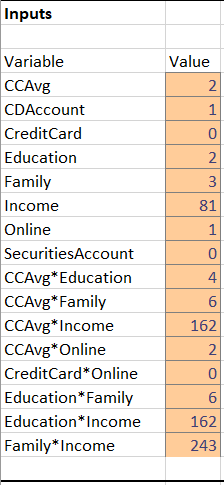 Inputs
Variable Value
CCAvg 2
CDAccount 1
CreditCard 0
Education 2
Family 3
Income 81
Online 1
SecuritiesAccount 0
CCAvg*Education 4
CCAvg*Family 6
CCAvg*Income 162
CCAvg*Online 2
CreditCard*Online 0
Education*Family 6
Education*Income 162
Family*Income 243